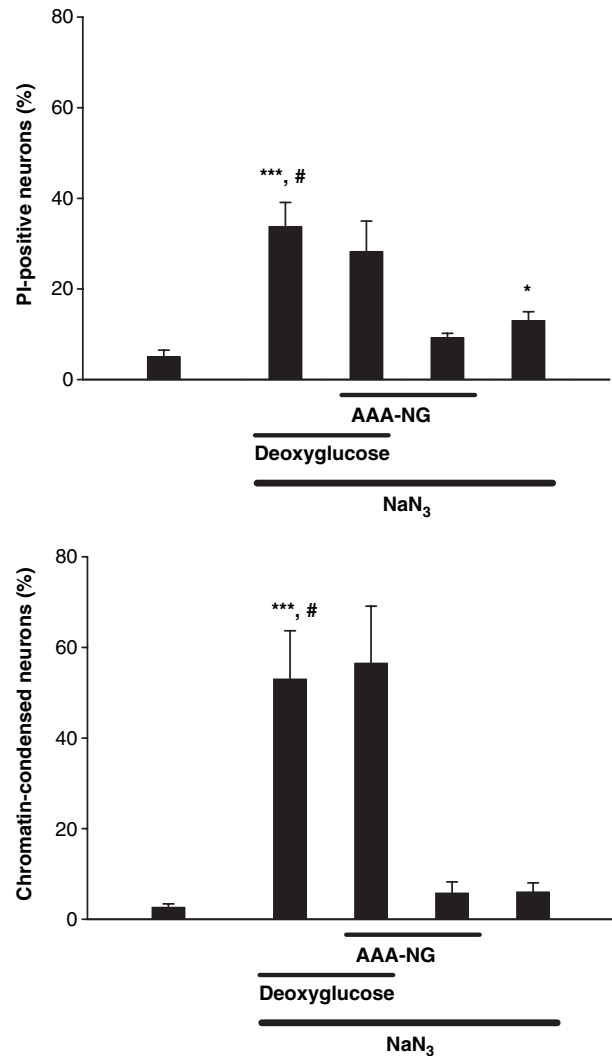 80
60
40
20
0
PI-positive neurons (%)
***, #
*
AAA-NG
Deoxyglucose
NaN₃
80
60
40
20
0
Chromatin-condensed neurons (%)
***, #
AAA-NG
Deoxyglucose
NaN₃